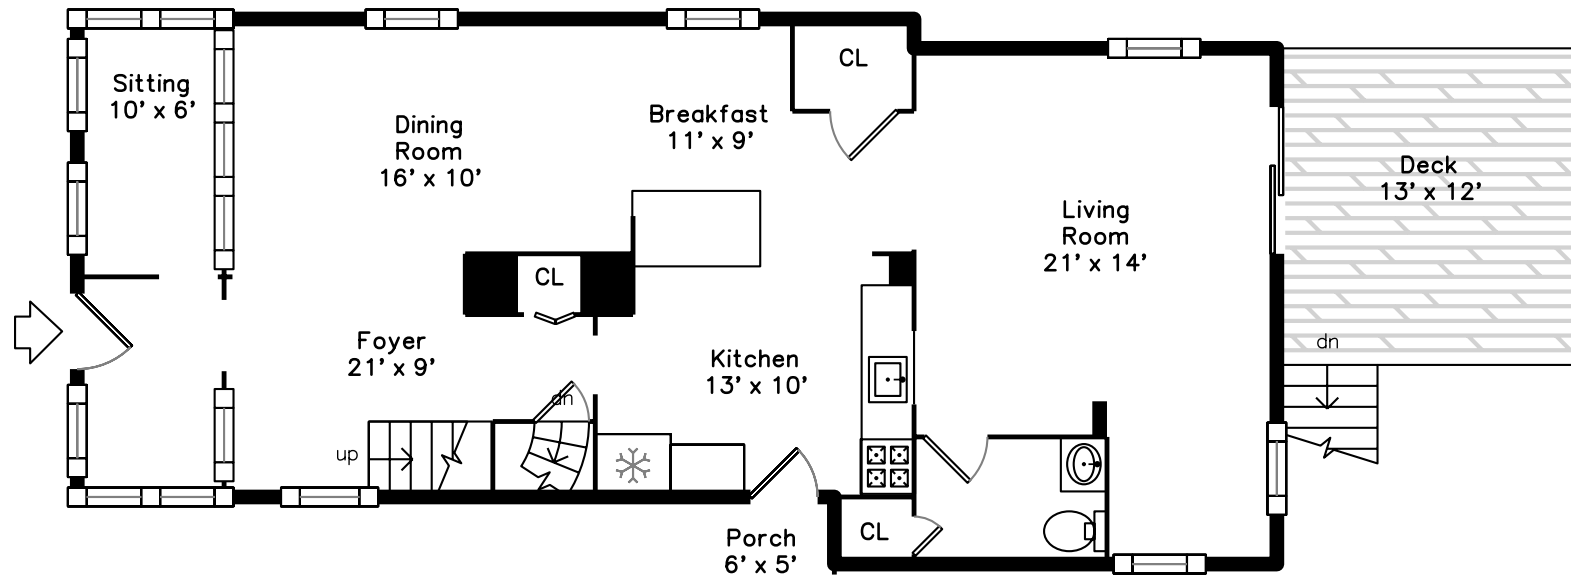 Sitting
10' x 6'
CL
Breakfast
11' x 9'
Dining
Room
16' x 10'
Deck
13' x 12'
Living
Room
21' x 14'
CL
Foyer
21' x 9'
Kitchen
13' x 10'
dn
dn
up
CL
Porch
6' x 5'